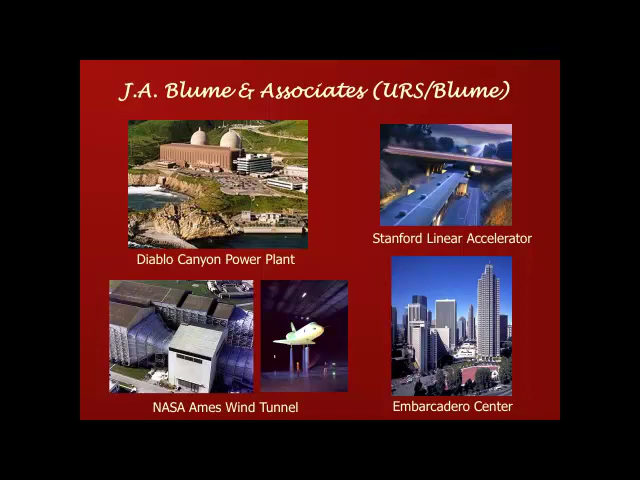 J.A. Blume & Associates (URS/Blume)
Diablo Canyon Power Plant
Stanford Linear Accelerator
NASA Ames Wind Tunnel
Embarcadero Center